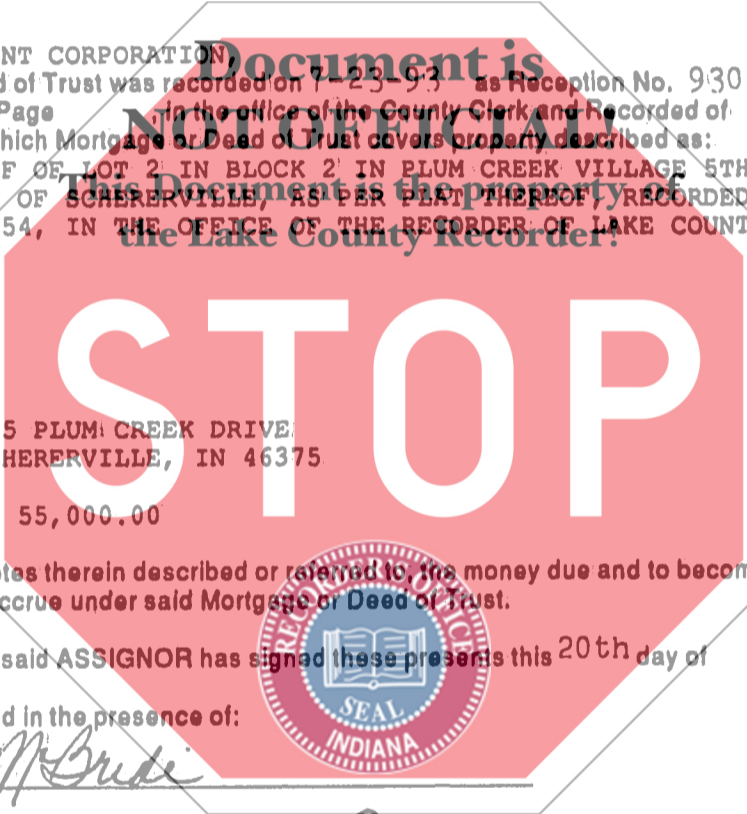 NT CORPORATION,
Document is
d of Trust was recorded on 7-23-93 as Reception No. 930
Page in the office of the County Clerk and Recorded of
NOT OFFICIAL!
hich Mortgage or Deed of Trust covers property described as:
F OF LOT 2 IN BLOCK 2 IN PLUM CREEK VILLAGE 5TH
This Document is the property of
OF SCHERERVILLE, AS PER PLAT THEREOF, RECORDED
54, IN THE OFFICE OF THE RECORDER OF LAKE COUNT
the Lake County Recorder!
STOP
5 PLUM CREEK DRIVE
HERERVILLE, IN 46375
55,000.00
otes therein described or referred to, the money due and to becom
ccrue under said Mortgage or Deed of Trust.
said ASSIGNOR has signed these presents this 20th day of
d in the presence of:
McBride
RECORDER'S OFFICE
SEAL
INDIANA